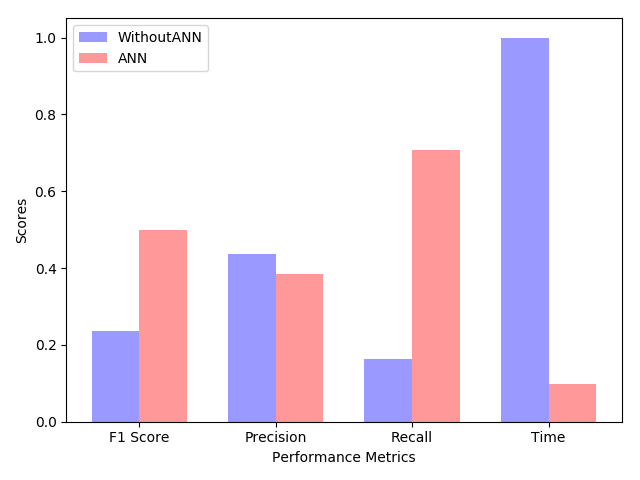 WithoutANN
ANN
1.0
0.8
0.6
0.4
0.2
0.0
Scores
F1 Score Precision Recall Time
Performance Metrics